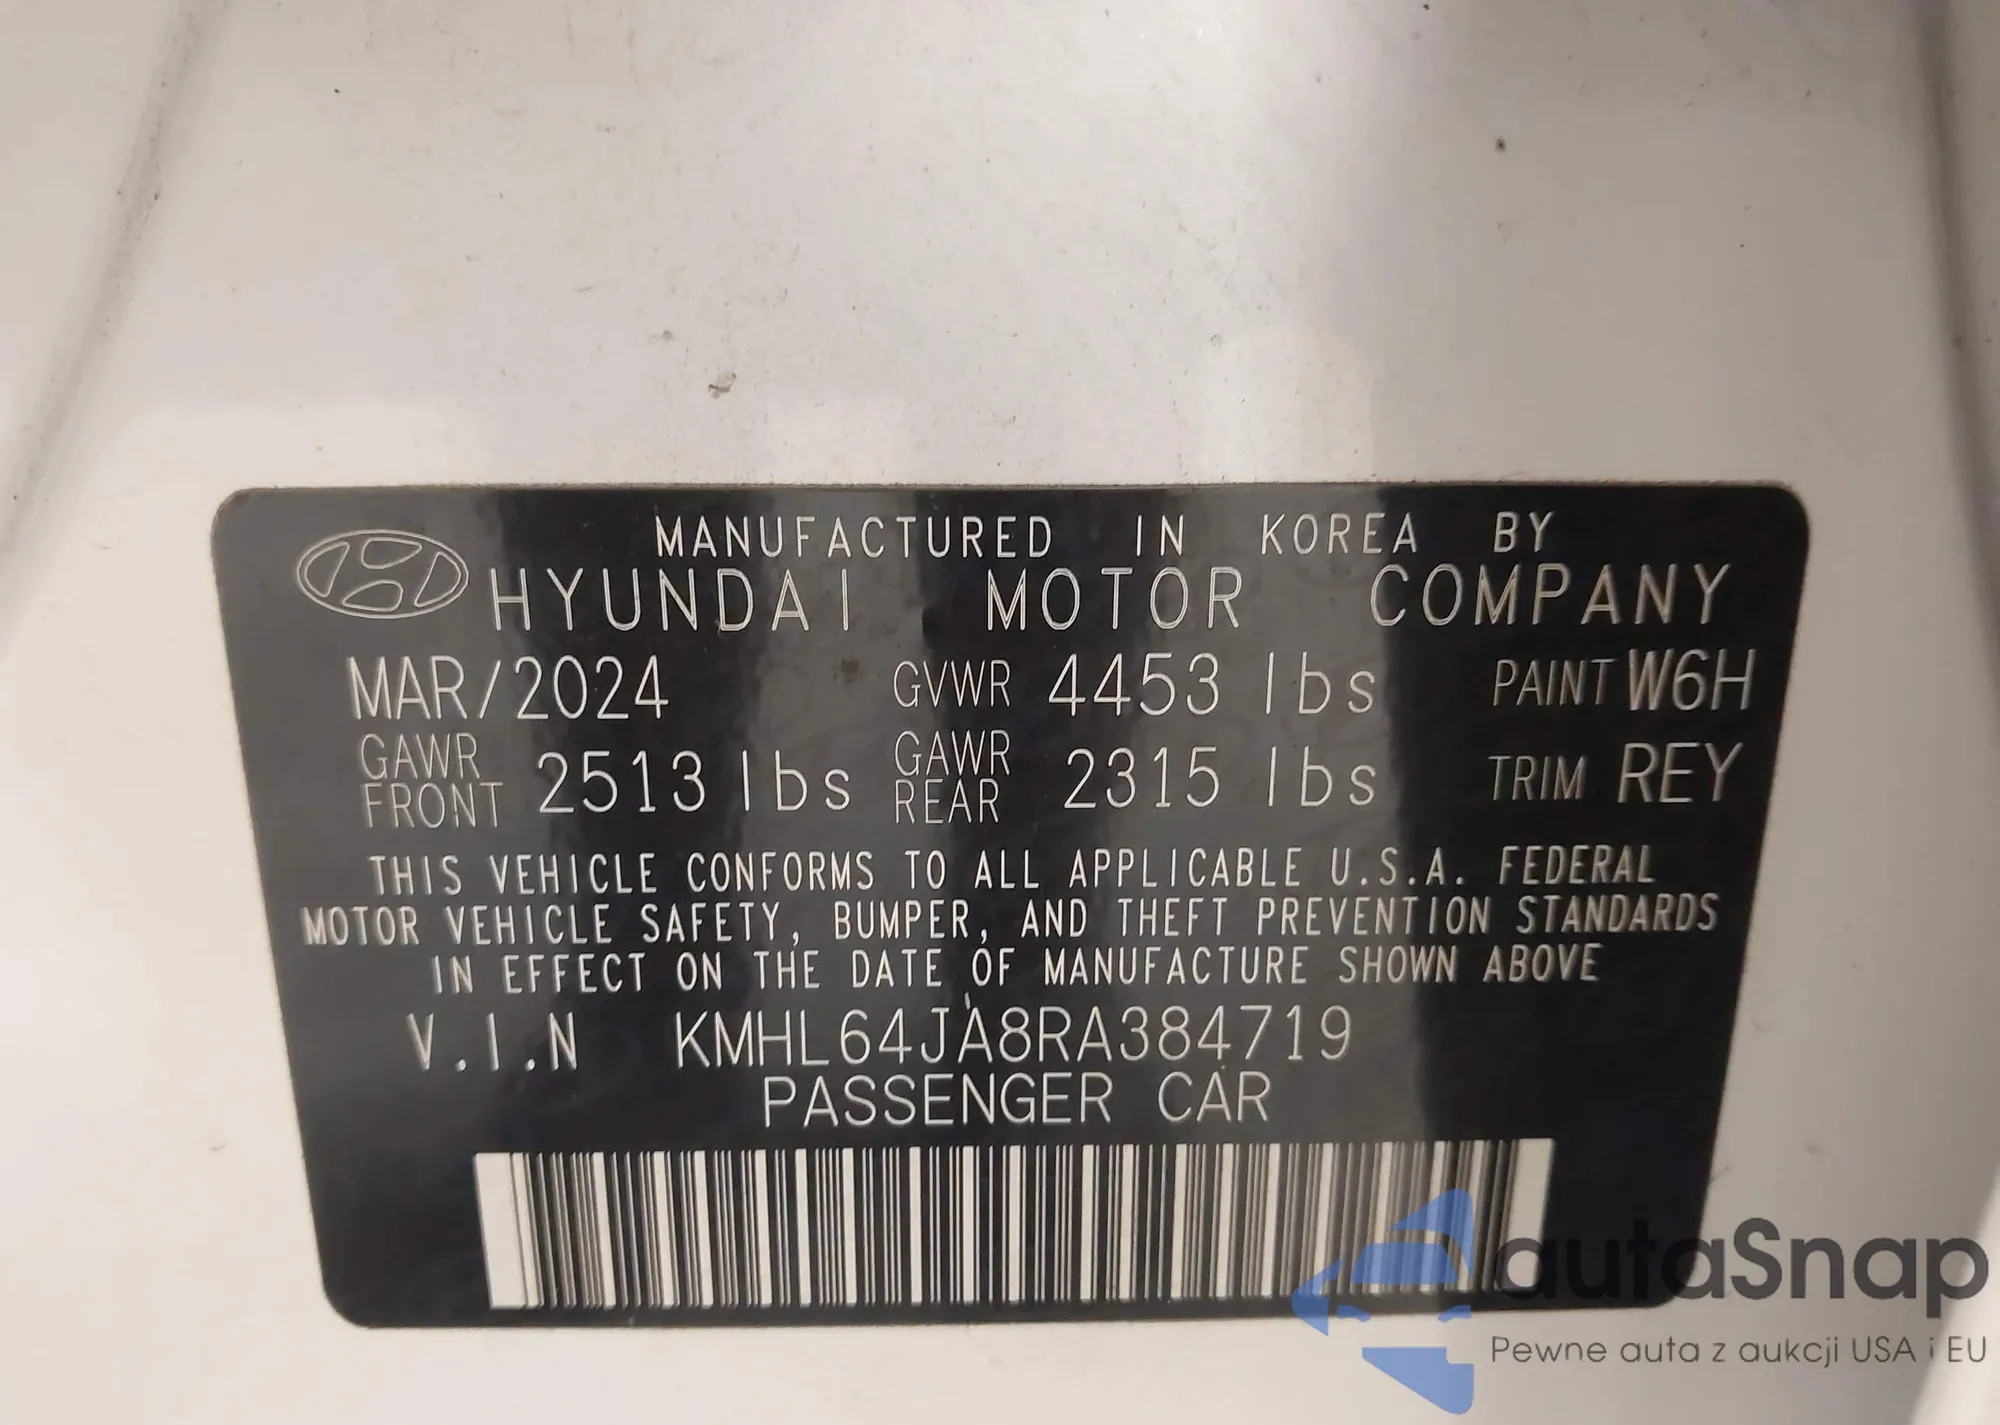 MANUFACTURED IN KOREA BY
HYUNDAI MOTOR COMPANY
MAR/2024 GVWR 4453 lbs PAINT W6H
GAWR FRONT 2513 lbs GAWR REAR 2315 lbs TRIM REY
THIS VEHICLE CONFORMS TO ALL APPLICABLE U.S.A. FEDERAL
MOTOR VEHICLE SAFETY, BUMPER, AND THEFT PREVENTION STANDARDS
IN EFFECT ON THE DATE OF MANUFACTURE SHOWN ABOVE
V.I.N KMHL64JA8RA384719
PASSENGER CAR
autaSnap
Pewne auta z aukcji USA i EU